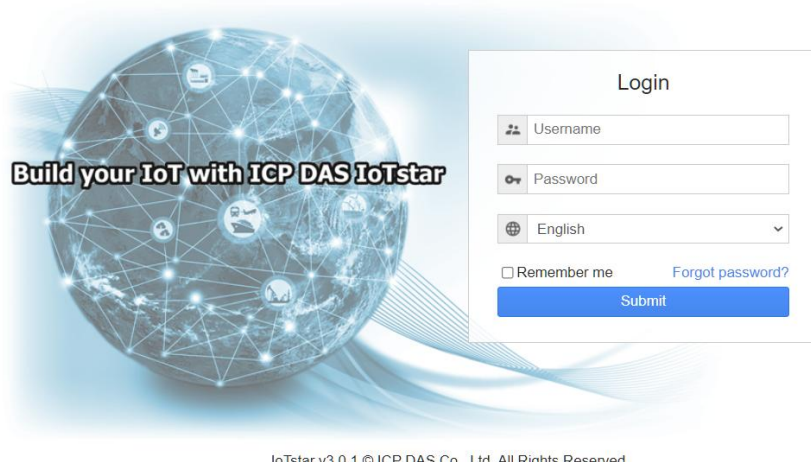 Login
Username
Build your IoT with ICP DAS IoTstar
Password
English
Remember me
Forgot password?
Submit
IoTstar v3.0.1 © ICP DAS Co., Ltd. All Rights Reserved